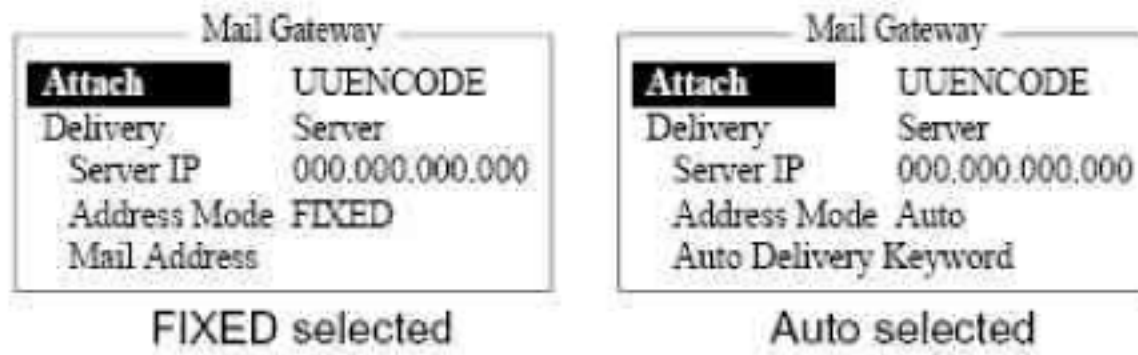 Mail Gateway
Attach UUENCODE
Delivery Server
Server IP 000.000.000.000
Address Mode FIXED
Mail Address
FIXED selected
Mail Gateway
Attach UUENCODE
Delivery Server
Server IP 000.000.000.000
Address Mode Auto
Auto Delivery Keyword
Auto selected